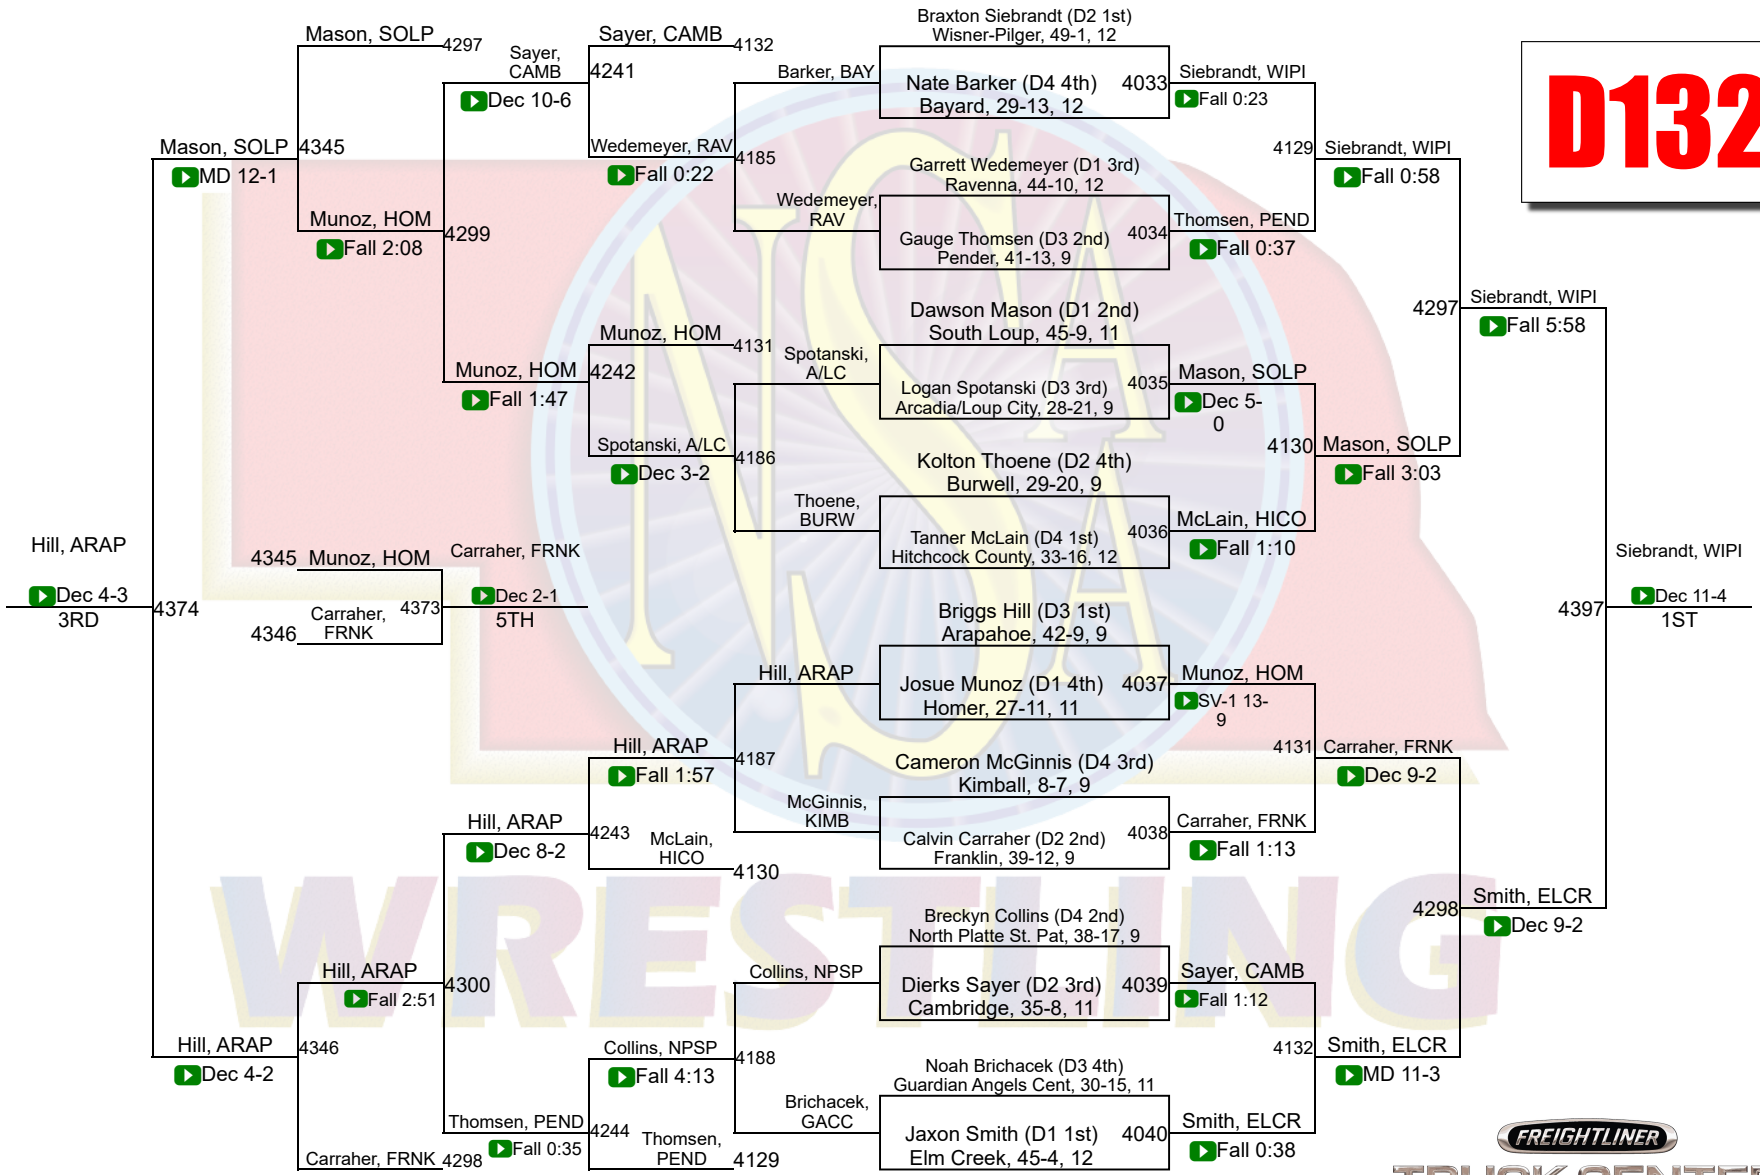 D132
Mason, SOLP 4297
Sayer, CAMB
4241
Dec 10-6
Sayer, CAMB 4132
Wedemeyer, RAV
4185
Fall 0:22
Mason, SOLP 4345
MD 12-1
Munoz, HOM
4299
Fall 2:08
Munoz, HOM 4131
Munoz, HOM 4242
Fall 1:47
Spotanski, A/LC
4186
Dec 3-2
Barker, BAY
Wedemeyer,
RAV
Spotanski,
A/LC
Thoene,
BURW
Braxton Siebrandt (D2 1st)
Wisner-Pilger, 49-1, 12
Nate Barker (D4 4th) 4033
Bayard, 29-13, 12
Garrett Wedemeyer (D1 3rd)
Ravenna, 44-10, 12
Gauge Thomsen (D3 2nd) 4034
Pender, 41-13, 9
Dawson Mason (D1 2nd)
South Loup, 45-9, 11
Logan Spotanski (D3 3rd) 4035
Arcadia/Loup City, 28-21, 9
Kolton Thoene (D2 4th)
Burwell, 29-20, 9
Tanner McLain (D4 1st) 4036
Hitchcock County, 33-16, 12
Siebrandt, WIPI
Fall 0:23
Thomsen, PEND
Fall 0:37
4129 Siebrandt, WIPI
Fall 0:58
Mason, SOLP
Dec 5-
0
McLain, HICO
Fall 1:10
4130 Mason, SOLP
Fall 3:03
4297 Siebrandt, WIPI
Fall 5:58
Hill, ARAP
Dec 4-3
3RD
4374
4345 Munoz, HOM
4346 Carraher,
FRNK
4373
Carraher, FRNK
Dec 2-1
5TH
Siebrandt, WIPI
4397
Dec 11-4
1ST
Hill, ARAP
McGinnis,
KIMB
Hill, ARAP 4187
Fall 1:57
Hill, ARAP 4243
Dec 8-2
McLain,
HICO
4130
Briggs Hill (D3 1st)
Arapahoe, 42-9, 9
Josue Munoz (D1 4th) 4037
Homer, 27-11, 11
Cameron McGinnis (D4 3rd)
Kimball, 8-7, 9
Calvin Carraher (D2 2nd) 4038
Franklin, 39-12, 9
Breckyn Collins (D4 2nd)
North Platte St. Pat, 38-17, 9
Dierks Sayer (D2 3rd) 4039
Cambridge, 35-8, 11
Noah Brichacek (D3 4th)
Guardian Angels Cent, 30-15, 11
Jaxon Smith (D1 1st) 4040
Elm Creek, 45-4, 12
Munoz, HOM
SV-1 13-
9
Carraher, FRNK
Fall 1:13
4131 Carraher, FRNK
Dec 9-2
Sayer, CAMB
Fall 1:12
Smith, ELCR
Fall 0:38
4132 Smith, ELCR
MD 11-3
4298 Smith, ELCR
Dec 9-2
Hill, ARAP
4300
Fall 2:51
Hill, ARAP 4346
Dec 4-2
Carraher, FRNK 4298
Thomsen, PEND
4244
Fall 0:35
Collins, NPSP
4188
Fall 4:13
Thomsen,
PEND 4129
Collins, NPSP
Brichacek,
GACC
NSAA
WRESTLING
FREIGHTLINER
TRUCK CENTER